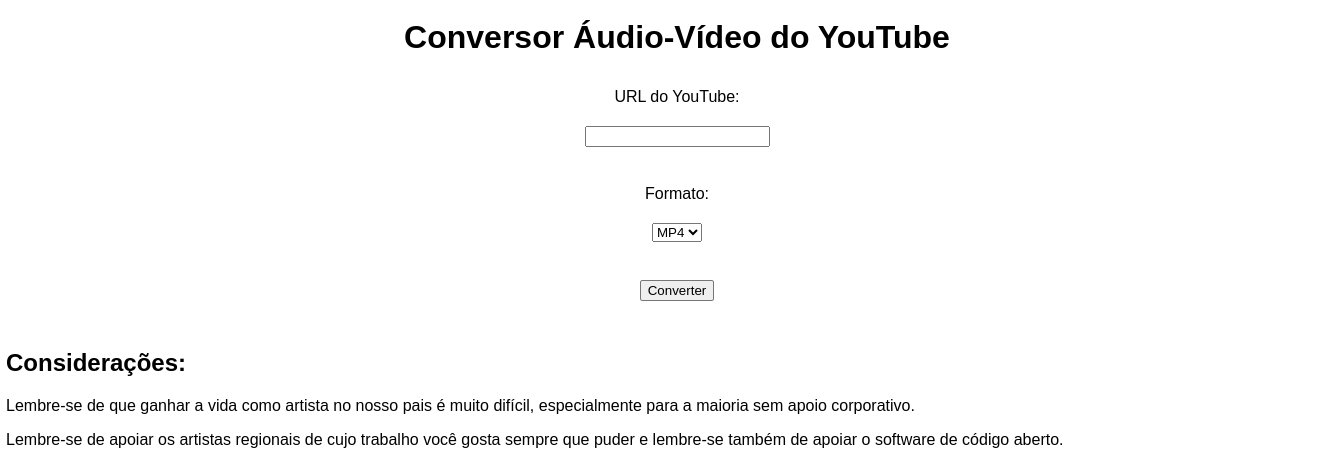 Conversor Áudio-Vídeo do YouTube
URL do YouTube:
Formato:
MP4
Converter
Considerações:
Lembre-se de que ganhar a vida como artista no nosso pais é muito difícil, especialmente para a maioria sem apoio corporativo.
Lembre-se de apoiar os artistas regionais de cujo trabalho você gosta sempre que puder e lembre-se também de apoiar o software de código aberto.